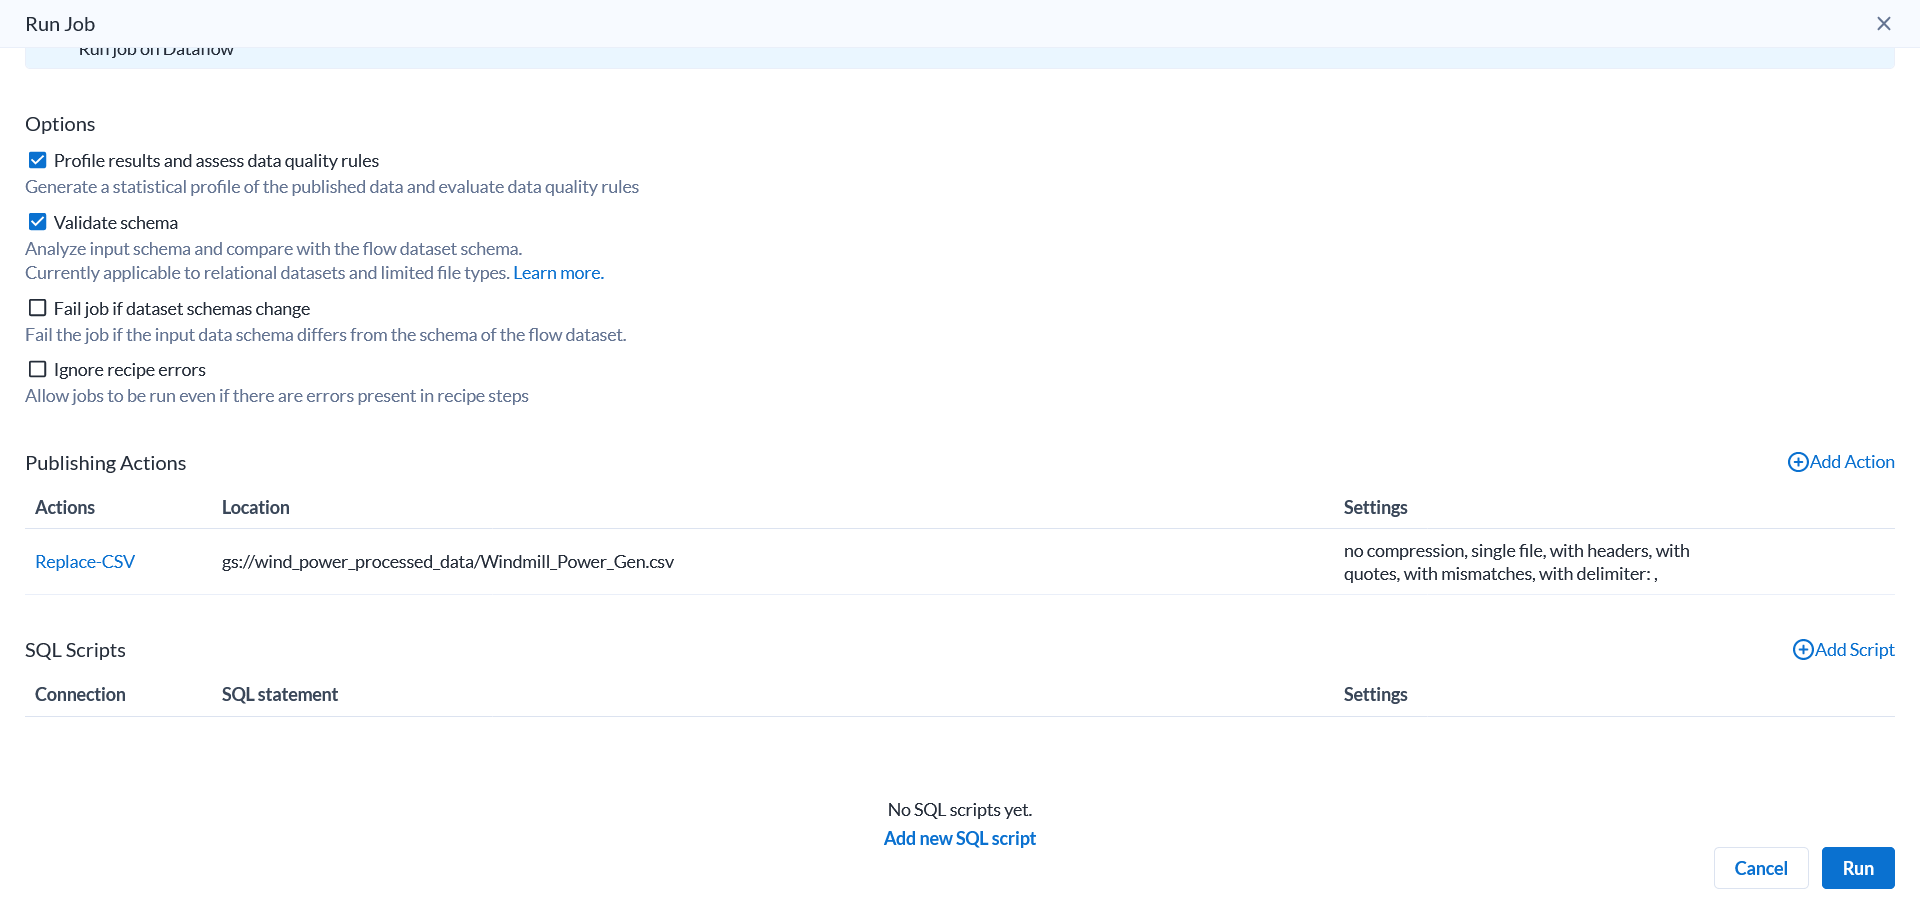 Run Job
Run job on Dataflow
Options
Profile results and assess data quality rules
Generate a statistical profile of the published data and evaluate data quality rules
Validate schema
Analyze input schema and compare with the flow dataset schema.
Currently applicable to relational datasets and limited file types. Learn more.
Fail job if dataset schemas change
Fail the job if the input data schema differs from the schema of the flow dataset.
Ignore recipe errors
Allow jobs to be run even if there are errors present in recipe steps
Publishing Actions
Add Action
Actions Location Settings
Replace-CSV gs://wind_power_processed_data/Windmill_Power_Gen.csv no compression, single file, with headers, with
quotes, with mismatches, with delimiter: ,
SQL Scripts
Add Script
Connection SQL statement Settings
No SQL scripts yet.
Add new SQL script
Cancel Run